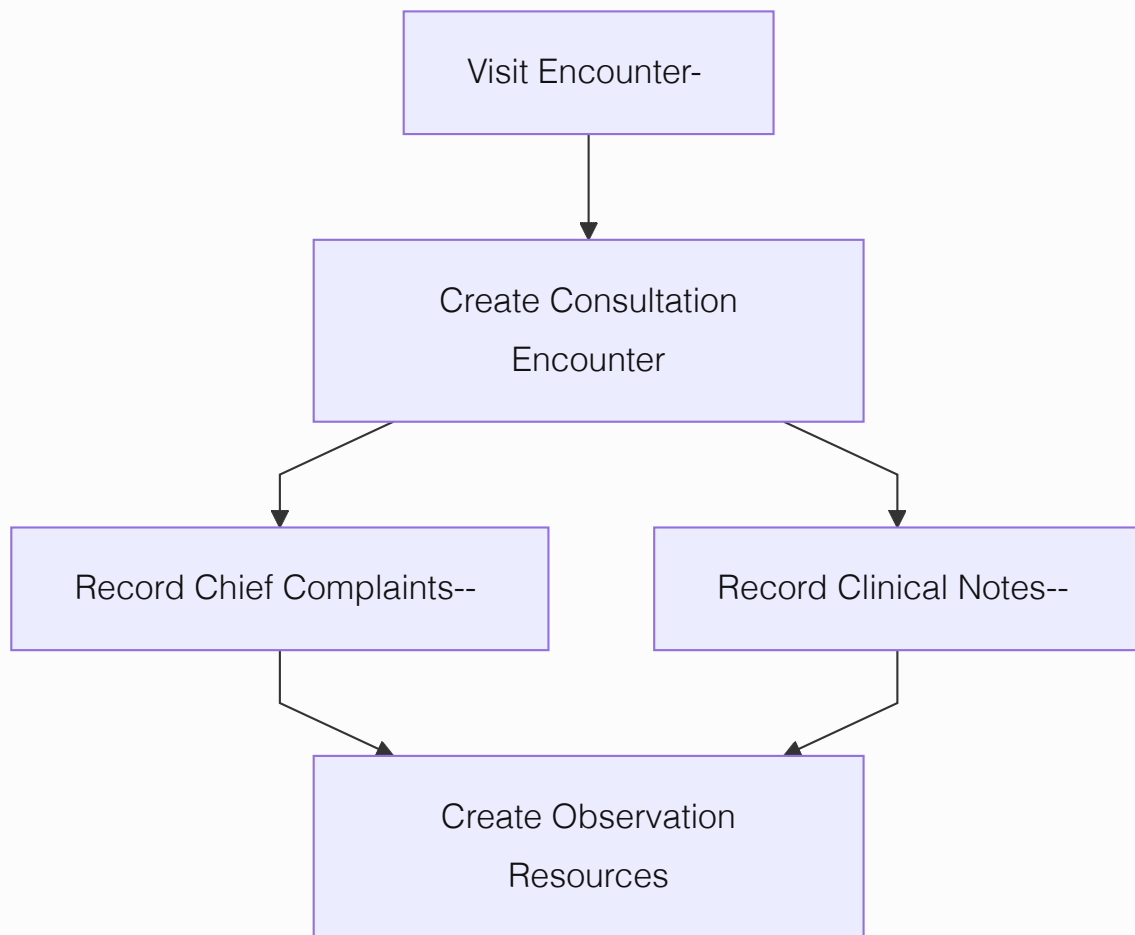 Visit Encounter-
Create Consultation
Encounter
Record Chief Complaints--
Record Clinical Notes--
Create Observation
Resources